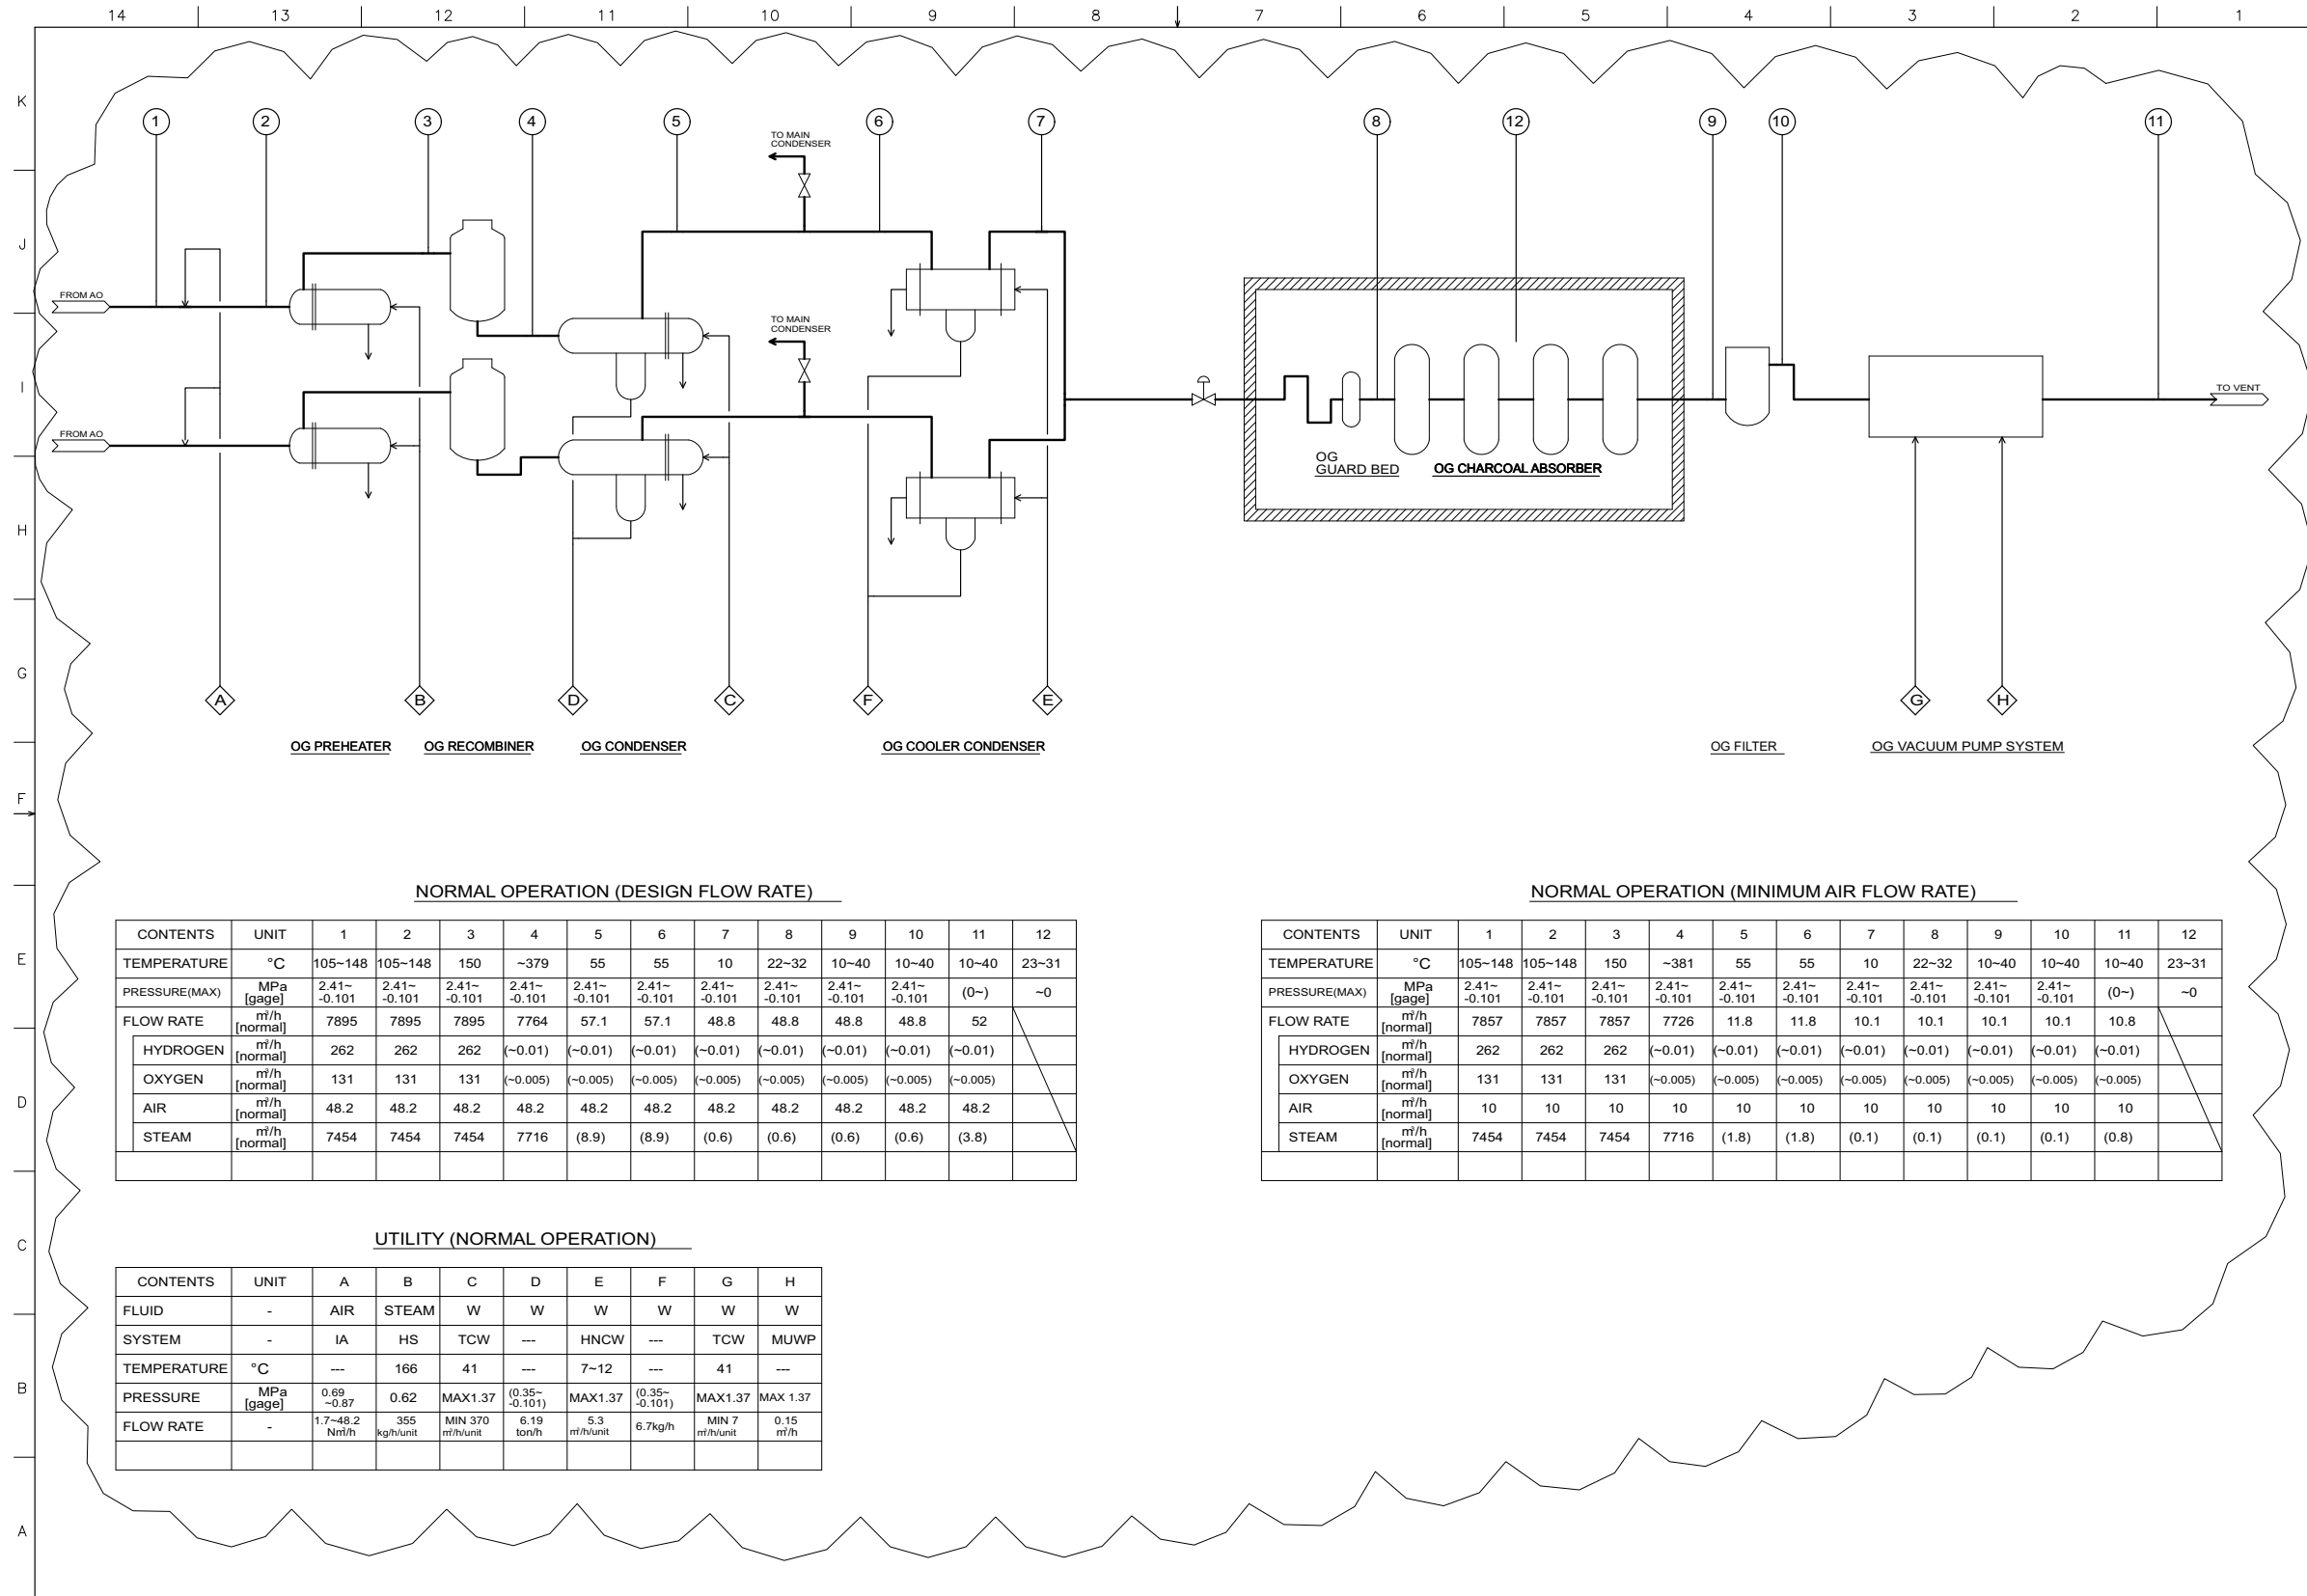 14 13 12 11 10 9 8 7 6 5 4 3 2 1
K
J
I
H
G
F
E
D
C
B
A
1 2 3 4 5 6 7 8 12 9 10 11
TO MAIN
CONDENSER
FROM AO
TO MAIN
CONDENSER
FROM AO
TO VENT
OG
GUARD BED
OG CHARCOAL ABSORBER
A B D C F E G H
OG PREHEATER OG RECOMBINER OG CONDENSER OG COOLER CONDENSER OG FILTER OG VACUUM PUMP SYSTEM
NORMAL OPERATION (DESIGN FLOW RATE)
CONTENTS UNIT 1 2 3 4 5 6 7 8 9 10 11 12
TEMPERATURE °C 105~148 105~148 150 ~379 55 55 10 22~32 10~40 10~40 10~40 23~31
PRESSURE(MAX) MPa [gage] 2.41~ -0.101 2.41~ -0.101 2.41~ -0.101 2.41~ -0.101 2.41~ -0.101 2.41~ -0.101 2.41~ -0.101 2.41~ -0.101 2.41~ -0.101 2.41~ -0.101 (0~) ~0
FLOW RATE m³/h [normal] 7895 7895 7895 7764 57.1 57.1 48.8 48.8 48.8 48.8 52
HYDROGEN m³/h [normal] 262 262 262 (~0.01) (~0.01) (~0.01) (~0.01) (~0.01) (~0.01) (~0.01) (~0.01)
OXYGEN m³/h [normal] 131 131 131 (~0.005) (~0.005) (~0.005) (~0.005) (~0.005) (~0.005) (~0.005) (~0.005)
AIR m³/h [normal] 48.2 48.2 48.2 48.2 48.2 48.2 48.2 48.2 48.2 48.2 48.2
STEAM m³/h [normal] 7454 7454 7454 7716 (8.9) (8.9) (0.6) (0.6) (0.6) (0.6) (3.8)
NORMAL OPERATION (MINIMUM AIR FLOW RATE)
CONTENTS UNIT 1 2 3 4 5 6 7 8 9 10 11 12
TEMPERATURE °C 105~148 105~148 150 ~381 55 55 10 22~32 10~40 10~40 10~40 23~31
PRESSURE(MAX) MPa [gage] 2.41~ -0.101 2.41~ -0.101 2.41~ -0.101 2.41~ -0.101 2.41~ -0.101 2.41~ -0.101 2.41~ -0.101 2.41~ -0.101 2.41~ -0.101 2.41~ -0.101 (0~) ~0
FLOW RATE m³/h [normal] 7857 7857 7857 7726 11.8 11.8 10.1 10.1 10.1 10.1 10.8
HYDROGEN m³/h [normal] 262 262 262 (~0.01) (~0.01) (~0.01) (~0.01) (~0.01) (~0.01) (~0.01) (~0.01)
OXYGEN m³/h [normal] 131 131 131 (~0.005) (~0.005) (~0.005) (~0.005) (~0.005) (~0.005) (~0.005) (~0.005)
AIR m³/h [normal] 10 10 10 10 10 10 10 10 10 10 10
STEAM m³/h [normal] 7454 7454 7454 7716 (1.8) (1.8) (0.1) (0.1) (0.1) (0.1) (0.8)
UTILITY (NORMAL OPERATION)
CONTENTS UNIT A B C D E F G H
FLUID - AIR STEAM W W W W W W
SYSTEM - IA HS TCW --- HNCW --- TCW MUWP
TEMPERATURE °C --- 166 41 --- 7~12 --- 41 ---
PRESSURE MPa [gage] 0.69 ~0.87 0.62 MAX1.37 (0.35~ -0.101) MAX1.37 (0.35~ -0.101) MAX1.37 MAX 1.37
FLOW RATE - 1.7~48.2 Nm³/h 355 kg/h/unit MIN 370 m³/h/unit 6.19 ton/h 5.3 m³/h/unit 6.7kg/h MIN 7 m³/h/unit 0.15 m³/h